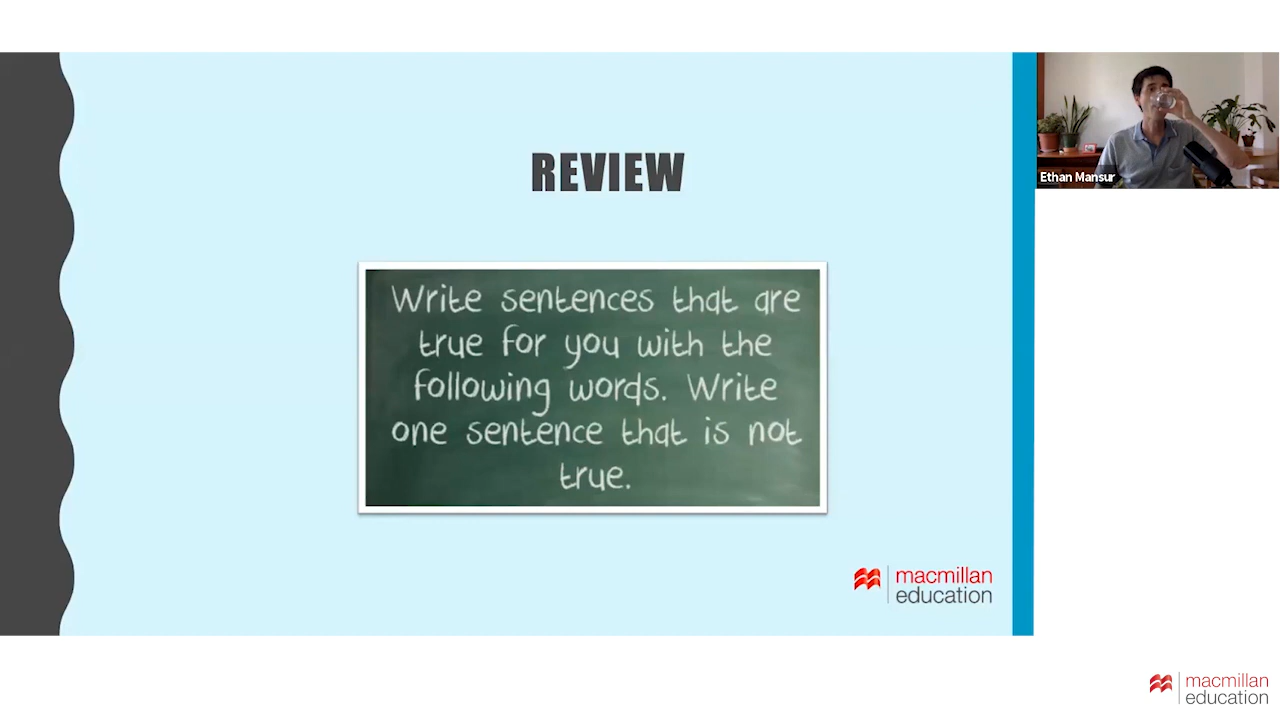 REVIEW
Write sentences that are
true for you with the
following words. Write
one sentence that is not
true.
macmillan
education
Ethan Mansur
macmillan
education